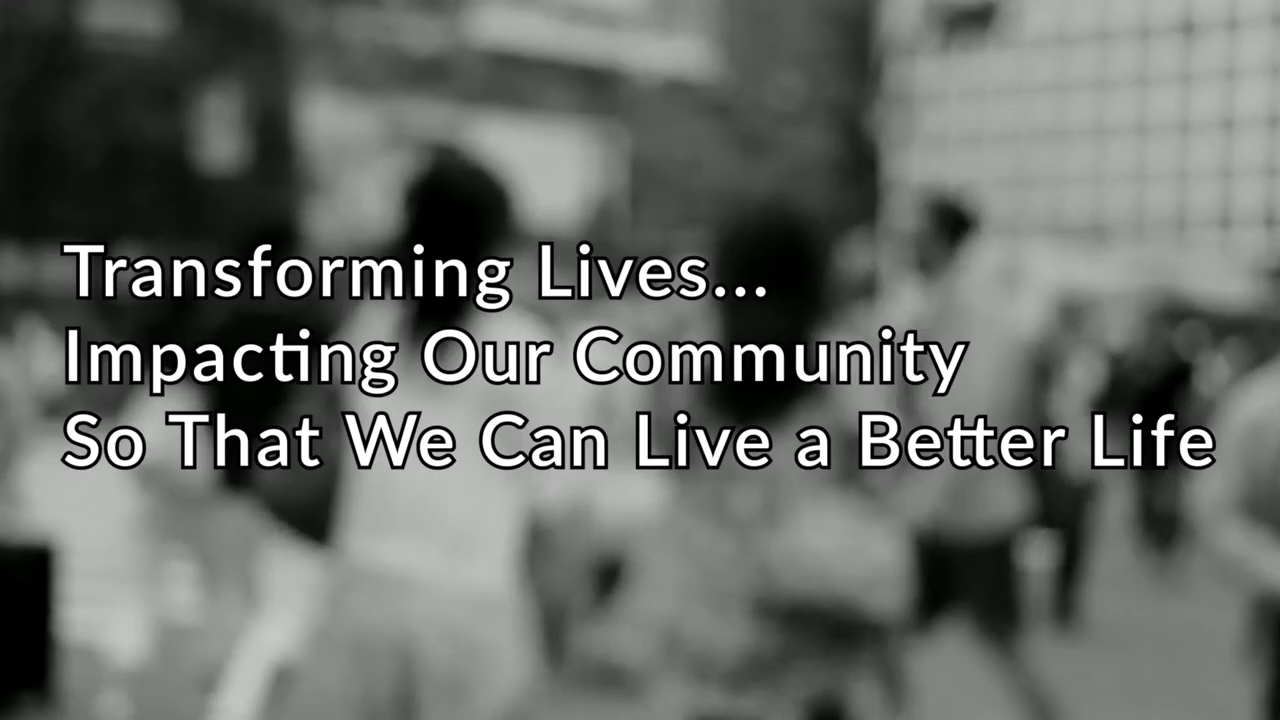 Transforming Lives...
Impacting Our Community
So That We Can Live a Better Life